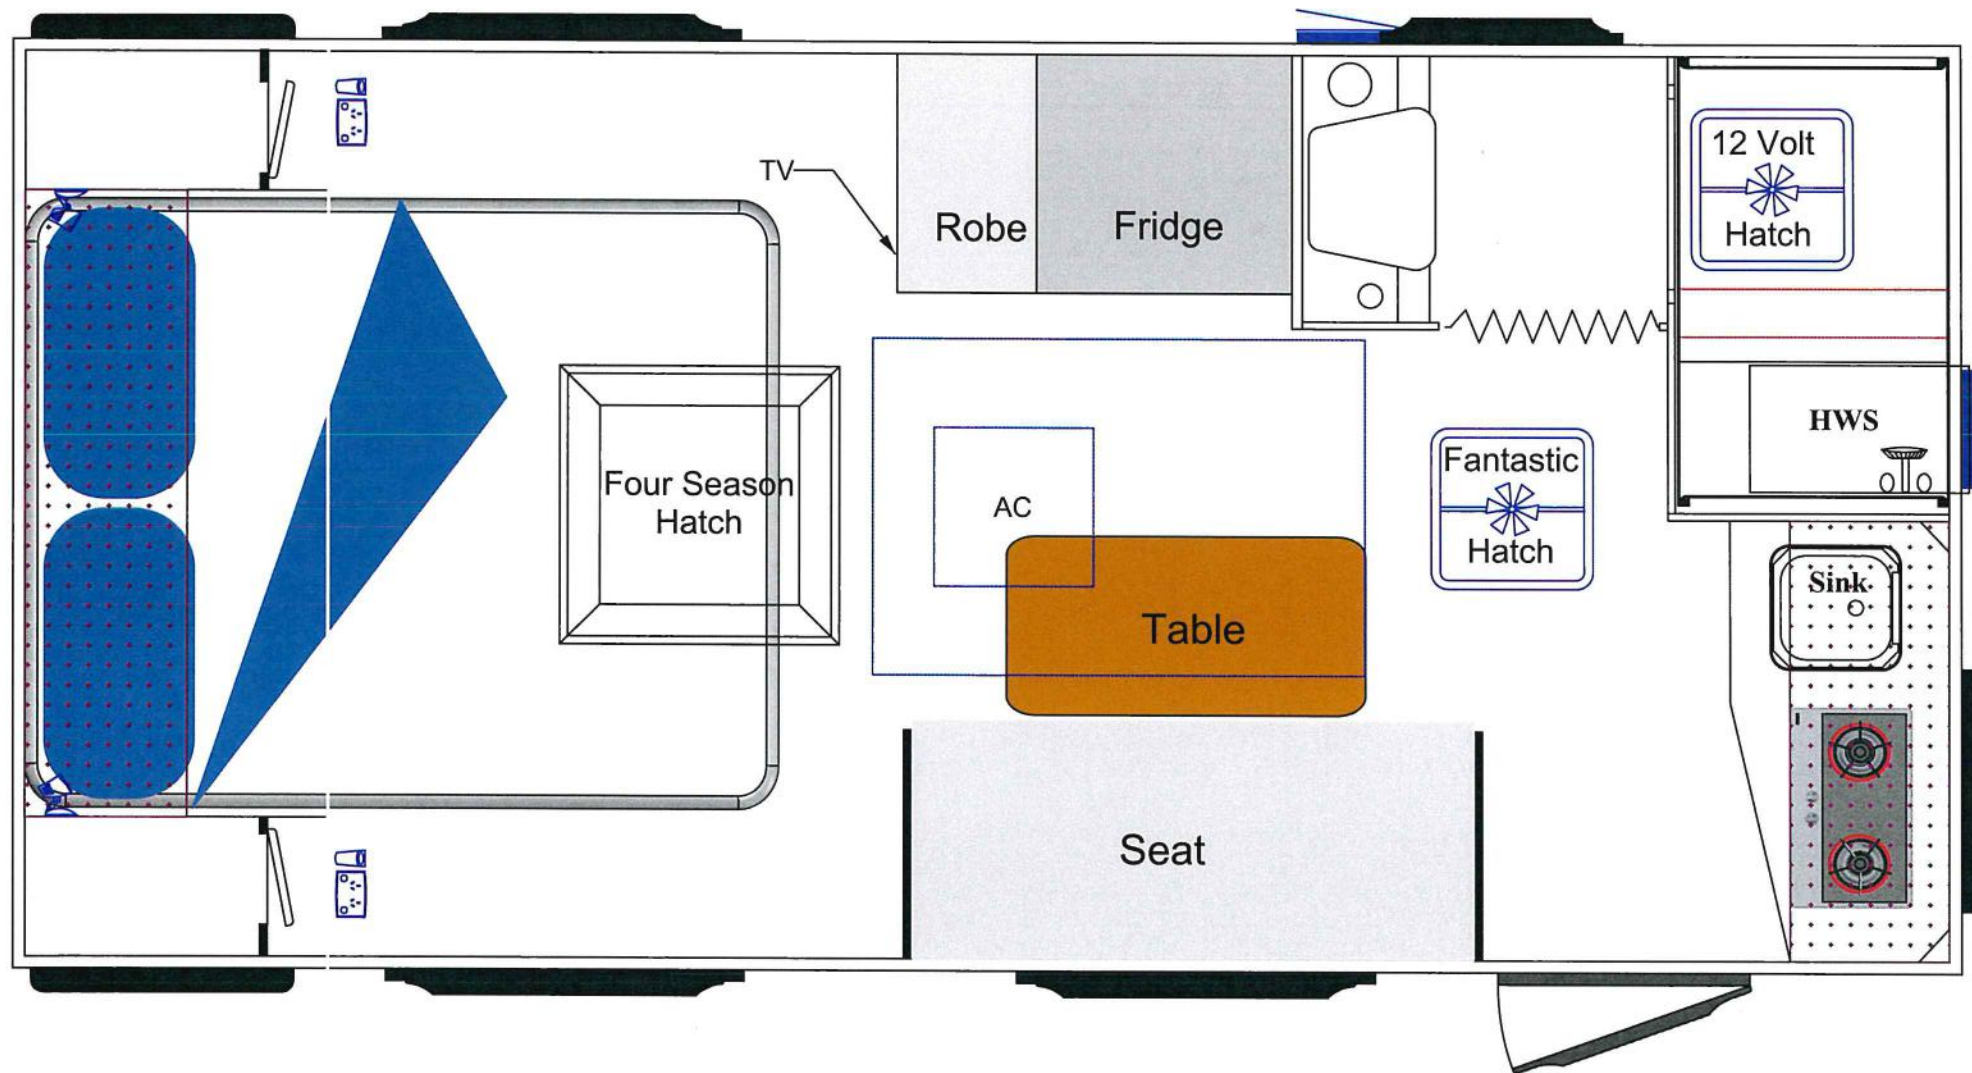 12 Volt
Hatch
TV
Robe
Fridge
HWS
Four Season
Hatch
AC
Fantastic
Hatch
Sink
Table
Seat